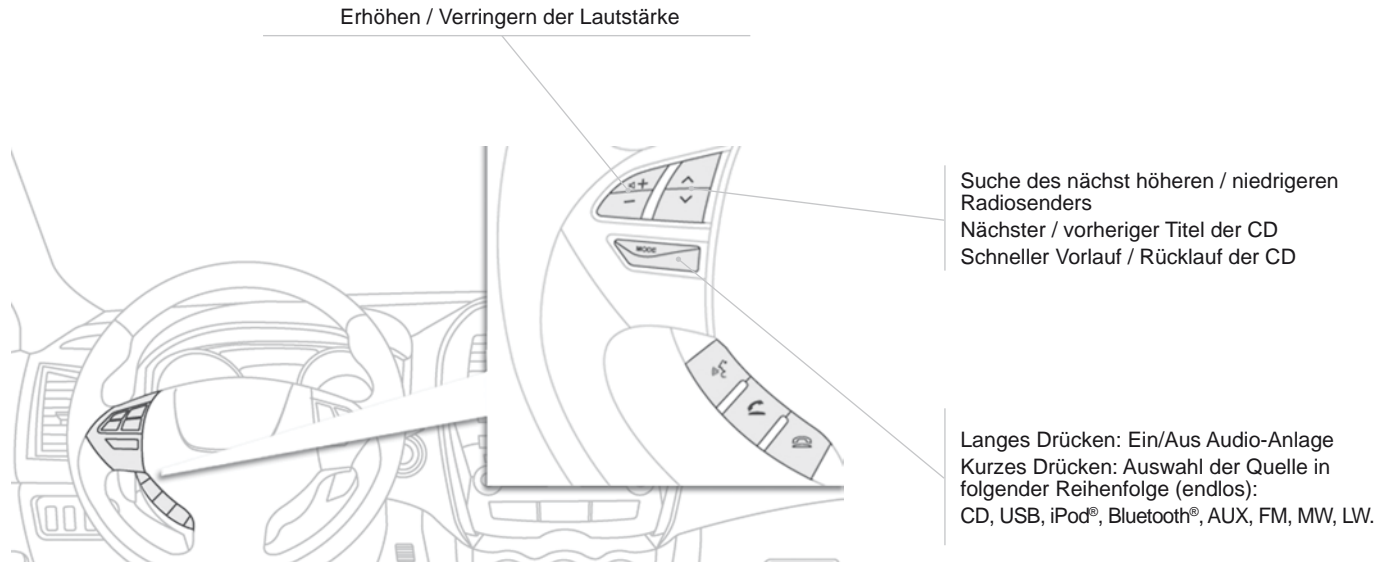 Erhöhen / Verringern der Lautstärke
Suche des nächst höheren / niedrigeren
Radiosenders
Nächster / vorheriger Titel der CD
Schneller Vorlauf / Rücklauf der CD
MODE
Langes Drücken: Ein/Aus Audio-Anlage
Kurzes Drücken: Auswahl der Quelle in
folgender Reihenfolge (endlos):
CD, USB, iPod®, Bluetooth®, AUX, FM, MW, LW.